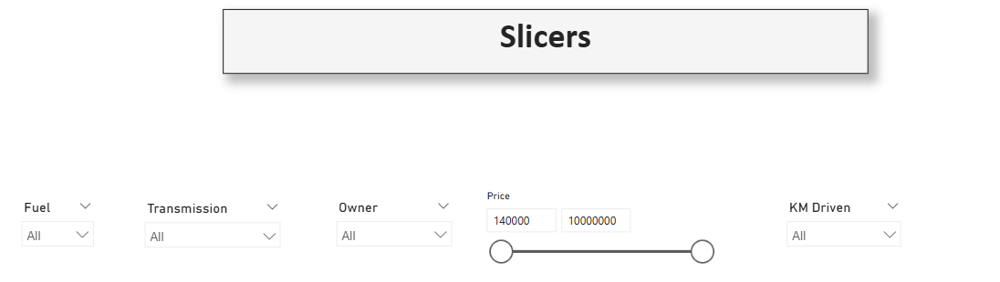 Slicers
Fuel
All
Transmission
All
Owner
All
Price
140000 10000000
KM Driven
All